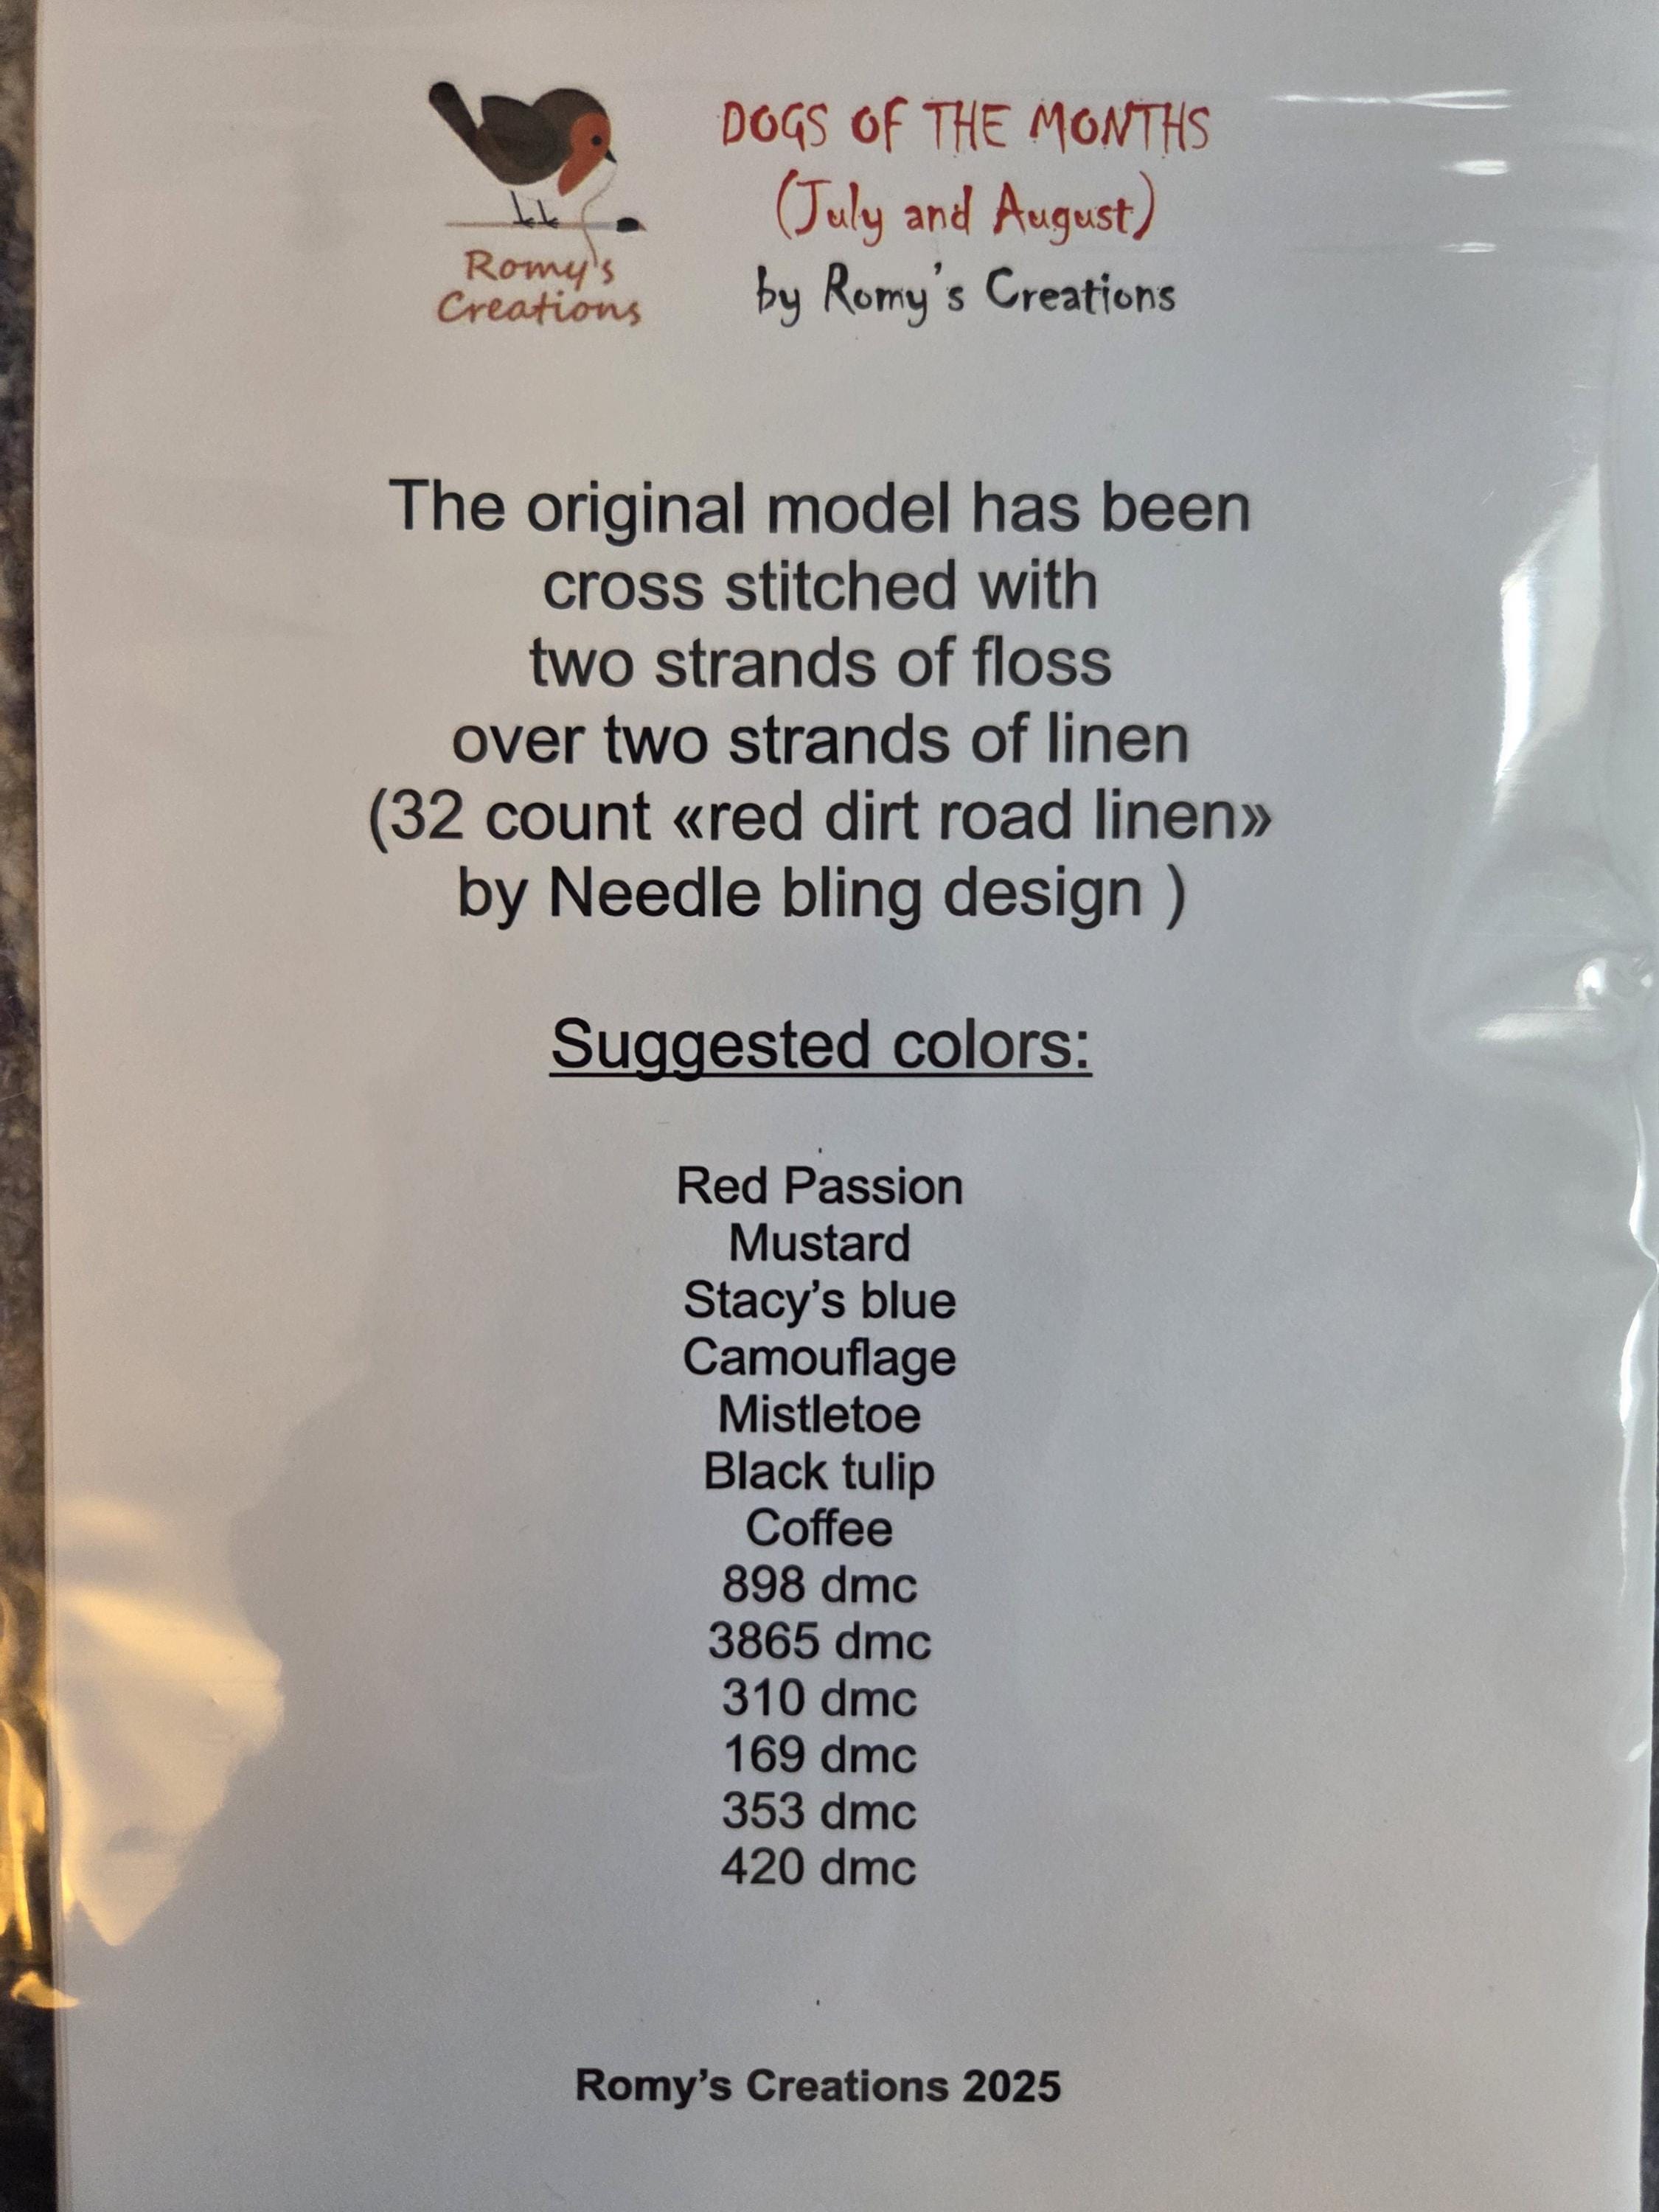 Romy's
Creations
DOGS OF THE MONTHS
(July and August)
by Romy's Creations
The original model has been
cross stitched with
two strands of floss
over two strands of linen
(32 count «red dirt road linen»
by Needle bling design )
Suggested colors:
Red Passion
Mustard
Stacy’s blue
Camouflage
Mistletoe
Black tulip
Coffee
898 dmc
3865 dmc
310 dmc
169 dmc
353 dmc
420 dmc
Romy’s Creations 2025